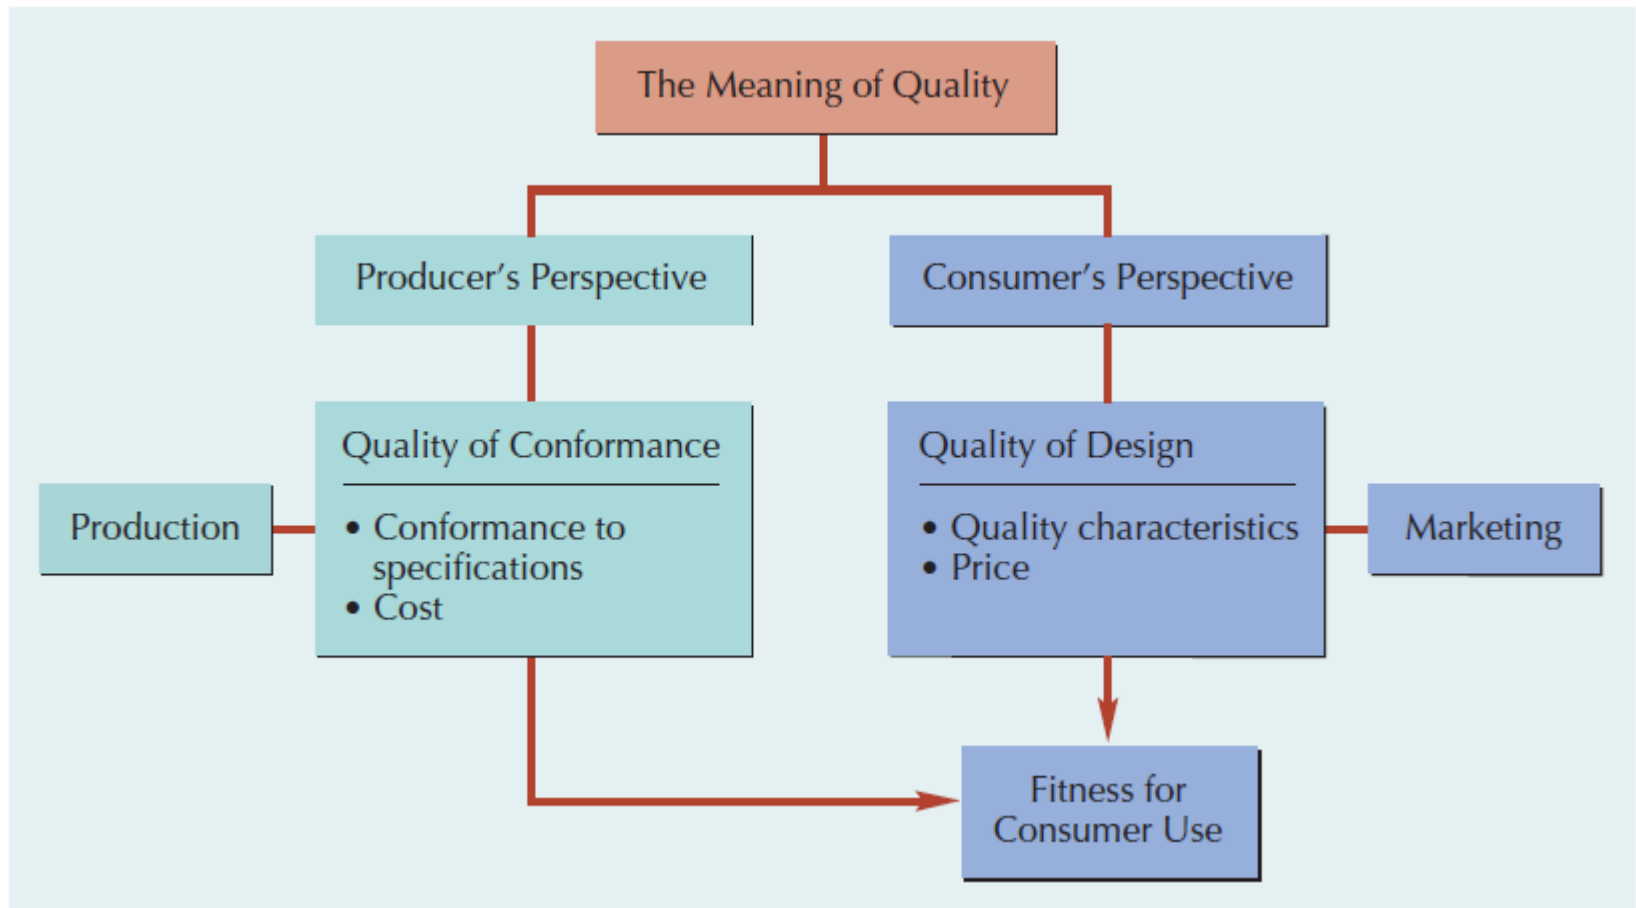 The Meaning of Quality
Producer’s Perspective
Consumer’s Perspective
Quality of Conformance
• Conformance to
specifications
• Cost
Production
Quality of Design
• Quality characteristics
• Price
Marketing
Fitness for
Consumer Use